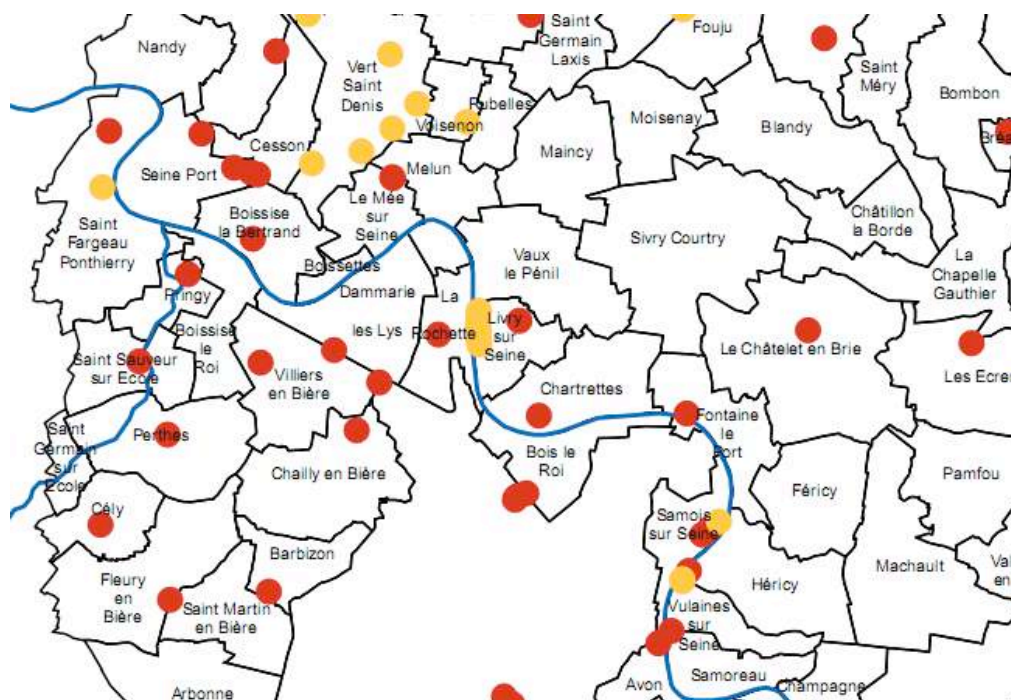 Nandy
Saint
Germain
Laxis
Fouju
Vert
Saint
Denis
Rubelles
Voisenon
Moisenay
Blandy
Saint
Méry
Bombon
Bréau
Cesson
Seine Port
Melun
Maincy
Le Mée
sur
Seine
Boissise
la Bertrand
Saint
Fargeau
Ponthierry
Sivry Courtry
Châtillon
la Borde
Vaux
le Pénil
La
Chapelle
Gauthier
Boissettes
Dammarie
les Lys
La
Rochette
Pringy
Livry
sur
Seine
Boissise
le
Roi
Saint Sauveur
sur Ecole
Villiers
en Bière
Le Châtelet en Brie
Les Ecre
Chartrettes
Fontaine
le
Port
Saint
Germain
sur
Ecole
Perthes
Bois le
Roi
Chailly en Bière
Féricy
Pamfou
Cély
Samois
sur Seine
Barbizon
Fleury
en
Bière
Saint Martin
en Bière
Héricy
Machault
Val
en
Vulaines
sur
Seine
Avon
Samoreau
Champagne
Arbonne